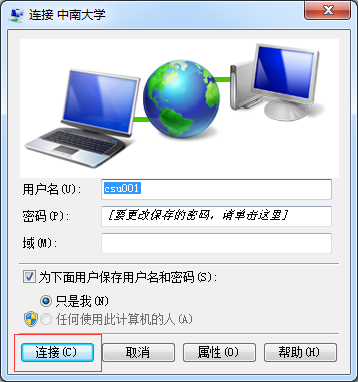 连接 中南大学
用户名(U): csu001
密码(P): [要更改保存的密码，请单击这里]
域(M):
为下面用户保存用户名和密码(S):
只是我(N)
任何使用此计算机的人(A)
连接(C) 取消 属性(O) 帮助(H)